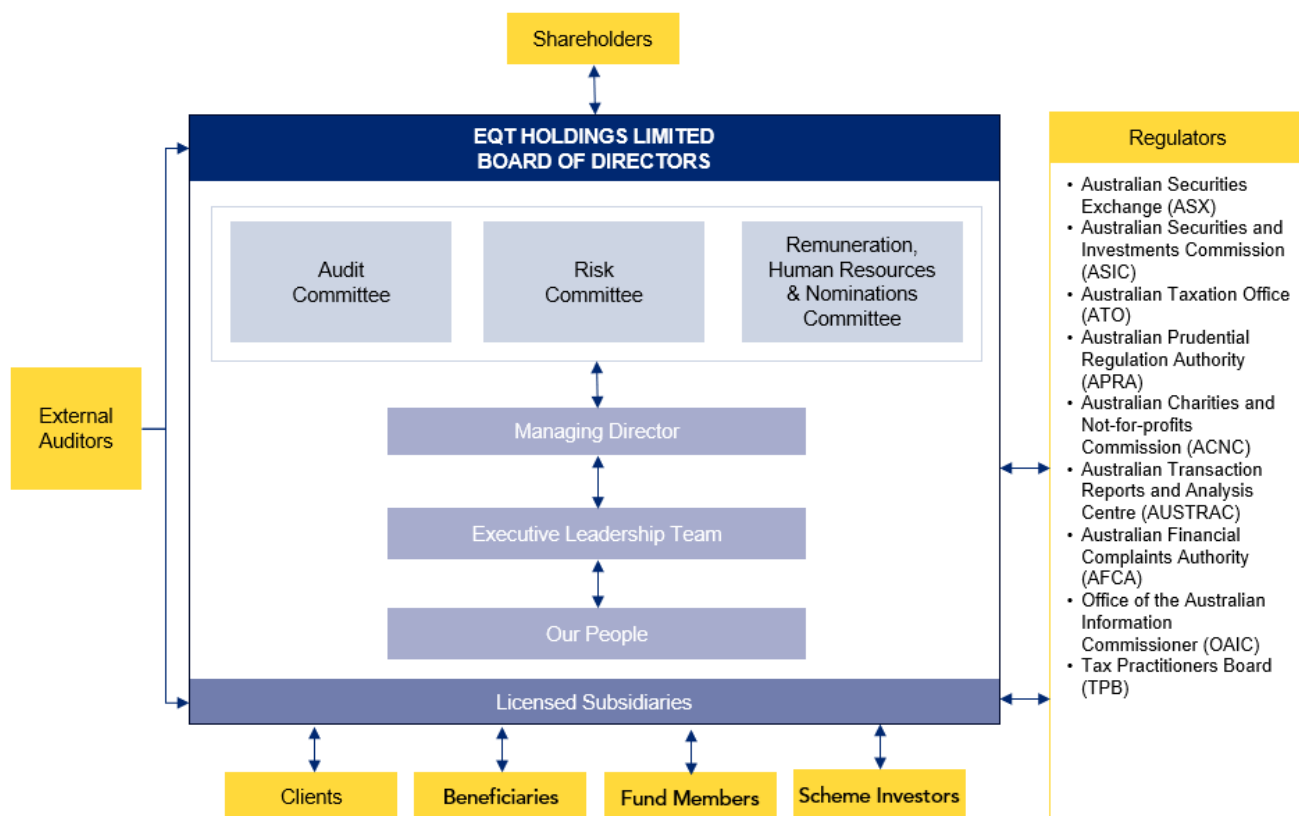 Shareholders
EQT HOLDINGS LIMITED
BOARD OF DIRECTORS
Audit
Committee
Risk
Committee
Remuneration,
Human Resources
& Nominations
Committee
External
Auditors
Managing Director
Executive Leadership Team
Our People
Licensed Subsidiaries
Clients
Beneficiaries
Fund Members
Scheme Investors
Regulators
• Australian Securities
Exchange (ASX)
• Australian Securities and
Investments Commission
(ASIC)
• Australian Taxation Office
(ATO)
• Australian Prudential
Regulation Authority
(APRA)
• Australian Charities and
Not-for-profits
Commission (ACNC)
• Australian Transaction
Reports and Analysis
Centre (AUSTRAC)
• Australian Financial
Complaints Authority
(AFCA)
• Office of the Australian
Information
Commissioner (OAIC)
• Tax Practitioners Board
(TPB)